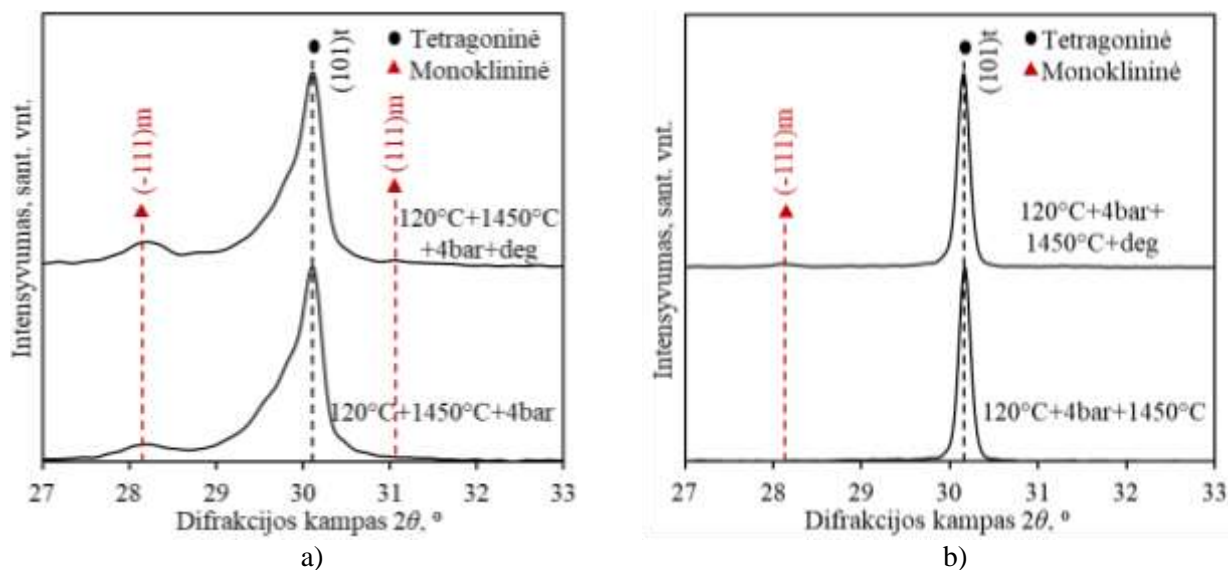 Intensyvumas, sant. vnt.
● Tetragoninė
▲ Monoklininė
(101)t
(-111)m
(111)m
120°C+1450°C
+4bar+deg
120°C+1450°C+4bar
27 28 29 30 31 32 33
Difrakcijos kampas 2θ, °
a)
Intensyvumas, sant. vnt.
● Tetragoninė
▲ Monoklininė
(101)t
(-111)m
120°C+4bar+
1450°C+deg
120°C+4bar+1450°C
27 28 29 30 31 32 33
Difrakcijos kampas 2θ, °
b)